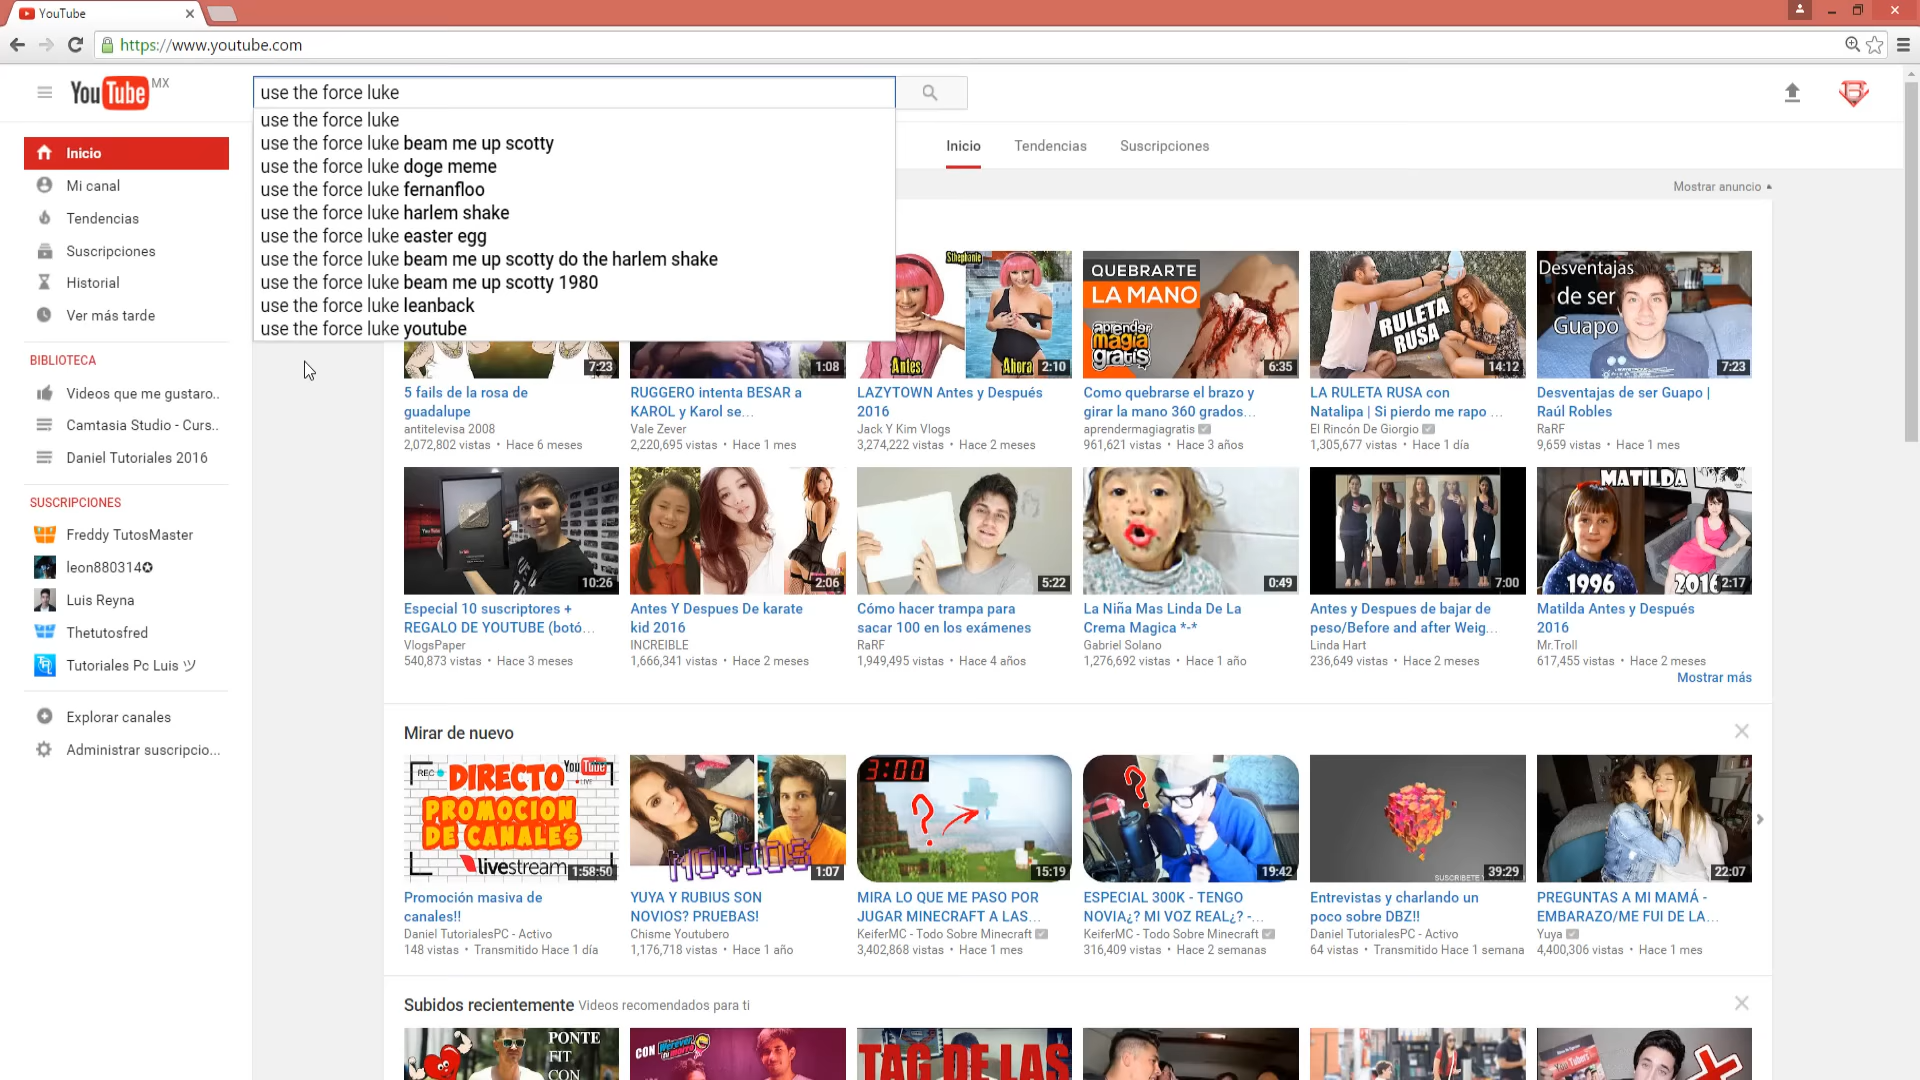 YouTube
https://www.youtube.com
YouTube MX
use the force luke
use the force luke
use the force luke beam me up scotty
use the force luke doge meme
use the force luke fernanfloo
use the force luke harlem shake
use the force luke easter egg
use the force luke beam me up scotty do the harlem shake
use the force luke beam me up scotty 1980
use the force luke leanback
use the force luke youtube
Inicio
Mi canal
Tendencias
Suscripciones
Historial
Ver más tarde
BIBLIOTECA
Videos que me gustaro..
Camtasia Studio - Curs..
Daniel Tutoriales 2016
SUSCRIPCIONES
Freddy TutosMaster
leon880314✪
Luis Reyna
Thetutosfred
Tutoriales Pc Luis ツ
Explorar canales
Administrar suscripcio...
Inicio Tendencias Suscripciones
Mostrar anuncio
7:23
1:08
Sthephanie
Antes Ahora 2:10
QUEBRARTE
LA MANO
aprender
magia
gratis
6:35
RULETA
RUSA
14:12
Desventajas
de ser
Guapo
7:23
5 fails de la rosa de
guadalupe
antitelevisa 2008
2,072,802 vistas • Hace 6 meses
RUGGERO intenta BESAR a
KAROL y Karol se...
Vale Zever
2,220,695 vistas • Hace 1 mes
LAZYTOWN Antes y Después
2016
Jack Y Kim Vlogs
3,274,222 vistas • Hace 2 meses
Como quebrarse el brazo y
girar la mano 360 grados...
aprendermagiagratis
961,621 vistas • Hace 3 años
LA RULETA RUSA con
Natalipa | Si pierdo me rapo ...
El Rincón De Giorgio
1,305,677 vistas • Hace 1 día
Desventajas de ser Guapo |
Raúl Robles
RaRF
9,659 vistas • Hace 1 mes
10:26
2:06
5:22
0:49
7:00
MATILDA
1996 2016 2:17
Especial 10 suscriptores +
REGALO DE YOUTUBE (botó...
VlogsPaper
540,873 vistas • Hace 3 meses
Antes Y Despues De karate
kid 2016
INCREIBLE
1,666,341 vistas • Hace 2 meses
Cómo hacer trampa para
sacar 100 en los exámenes
RaRF
1,949,495 vistas • Hace 4 años
La Niña Mas Linda De La
Crema Magica *-*
Gabriel Solano
1,276,692 vistas • Hace 1 año
Antes y Despues de bajar de
peso/Before and after Weig...
Linda Hart
236,649 vistas • Hace 2 meses
Matilda Antes y Después
2016
Mr.Troll
617,455 vistas • Hace 2 meses
Mostrar más
Mirar de nuevo
REC YouTube
LIVE
DIRECTO
PROMOCION
DE CANALES
livestream 1:58:50
NOVIOS 1:07
3:00
?
15:19
?
19:42
SUSCRIBETE
39:29
22:07
Promoción masiva de
canales!!
Daniel TutorialesPC - Activo
148 vistas • Transmitido Hace 1 día
YUYA Y RUBIUS SON
NOVIOS? PRUEBAS!
Chisme Youtubero
1,176,718 vistas • Hace 1 año
MIRA LO QUE ME PASO POR
JUGAR MINECRAFT A LAS...
KeiferMC - Todo Sobre Minecraft
3,402,868 vistas • Hace 1 mes
ESPECIAL 300K - TENGO
NOVIA¿? MI VOZ REAL¿? -...
KeiferMC - Todo Sobre Minecraft
316,409 vistas • Hace 2 semanas
Entrevistas y charlando un
poco sobre DBZ!!
Daniel TutorialesPC - Activo
64 vistas • Transmitido Hace 1 semana
PREGUNTAS A MI MAMÁ -
EMBARAZO/ME FUI DE LA...
Yuya
4,400,306 vistas • Hace 1 mes
Subidos recientemente Videos recomendados para ti
PONTE
FIT
CON
CON Werever
tu morro
TAG DE LAS